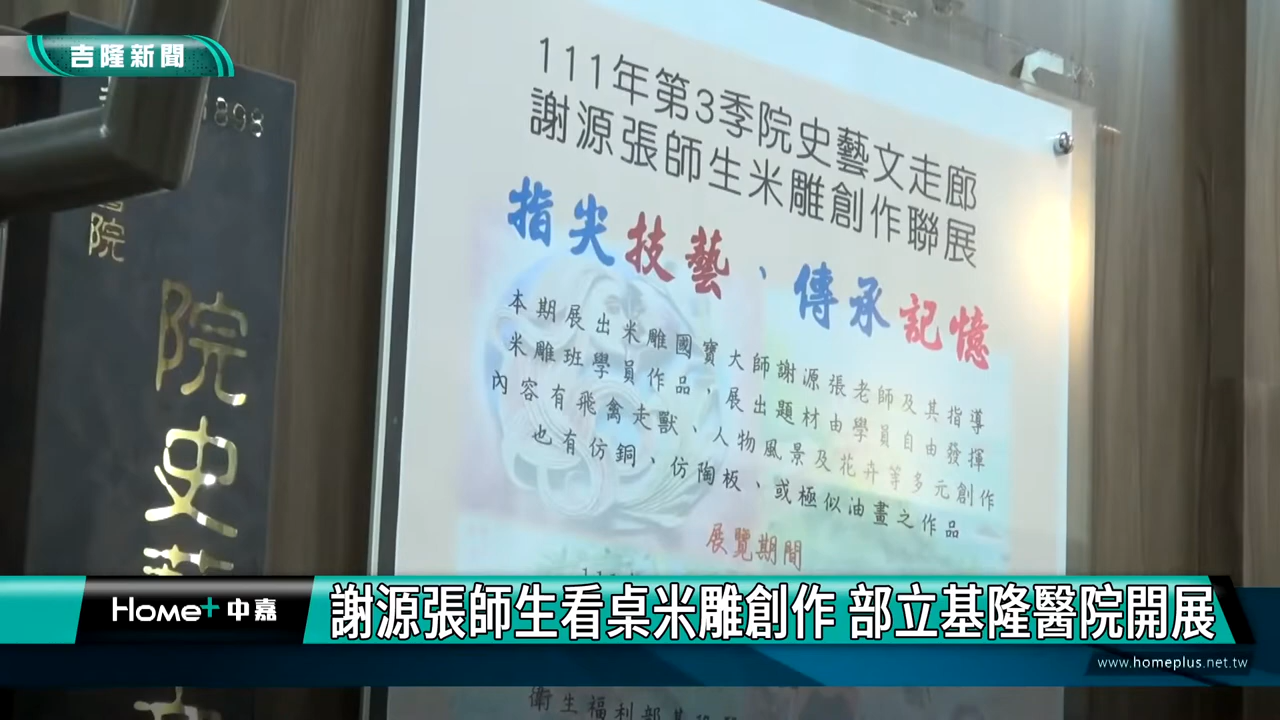 吉隆新聞
1898
醫院
院史藝
111年第3季院史藝文走廊
謝源張師生米雕創作聯展
指尖技藝、傳承記憶
本期展出米雕國寶大師謝源張老師及其指導
米雕班學員作品，展出題材由學員自由發揮
內容有飛禽走獸、人物風景及花卉等多元創作
也有仿銅、仿陶板、或極似油畫之作品
展覽期間
Home+中嘉
謝源張師生看桌米雕創作 部立基隆醫院開展
www.homeplus.net.tw
衛生福利部基